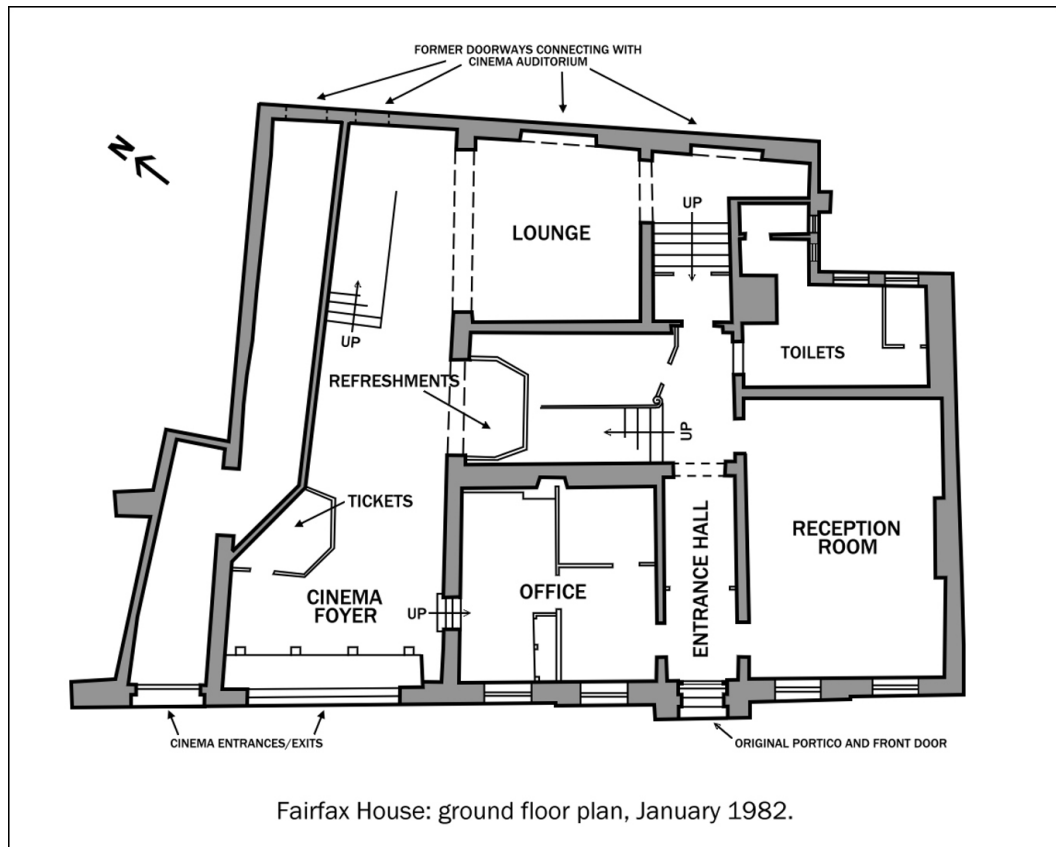 FORMER DOORWAYS CONNECTING WITH
CINEMA AUDITORIUM
N
UP
LOUNGE
UP
TOILETS
REFRESHMENTS
UP
TICKETS
RECEPTION
ROOM
ENTRANCE HALL
OFFICE
CINEMA
FOYER
UP
CINEMA ENTRANCES/EXITS
ORIGINAL PORTICO AND FRONT DOOR
Fairfax House: ground floor plan, January 1982.